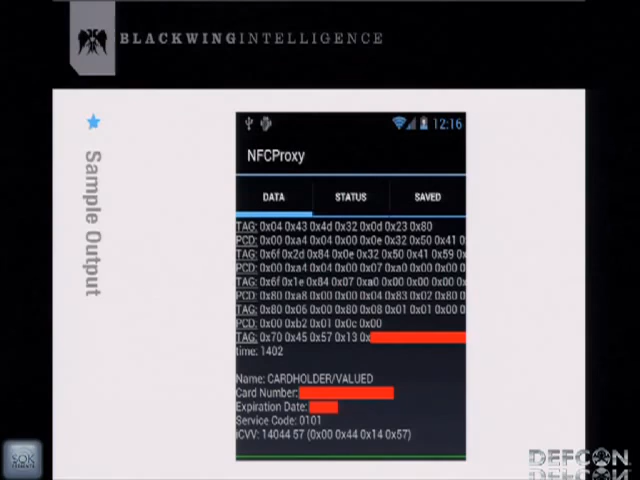 BLACKWINGINTELLIGENCE
Sample Output
12:16
NFCProxy
DATA STATUS SAVED
TAG: 0x04 0x43 0x4d 0x32 0x0d 0x23 0x80
PCD: 0x00 0xa4 0x04 0x00 0x0e 0x32 0x50 0x41 0
TAG: 0x6f 0x2d 0x84 0x0e 0x32 0x50 0x41 0x59 0
PCD: 0x00 0xa4 0x04 0x00 0x07 0xa0 0x00 0x00 0
TAG: 0x6f 0x1e 0x84 0x07 0xa0 0x00 0x00 0x00 0
PCD: 0x80 0xa8 0x00 0x00 0x04 0x83 0x02 0x80 0
TAG: 0x80 0x06 0x00 0x80 0x08 0x01 0x01 0x00 0
PCD: 0x00 0xb2 0x01 0x0c 0x00
TAG: 0x70 0x45 0x57 0x13 0x
time: 1402
Name: CARDHOLDER/VALUED
Card Number:
Expiration Date:
Service Code: 0101
iCVV: 14044 57 (0x00 0x44 0x14 0x57)
SOK
DEFCON